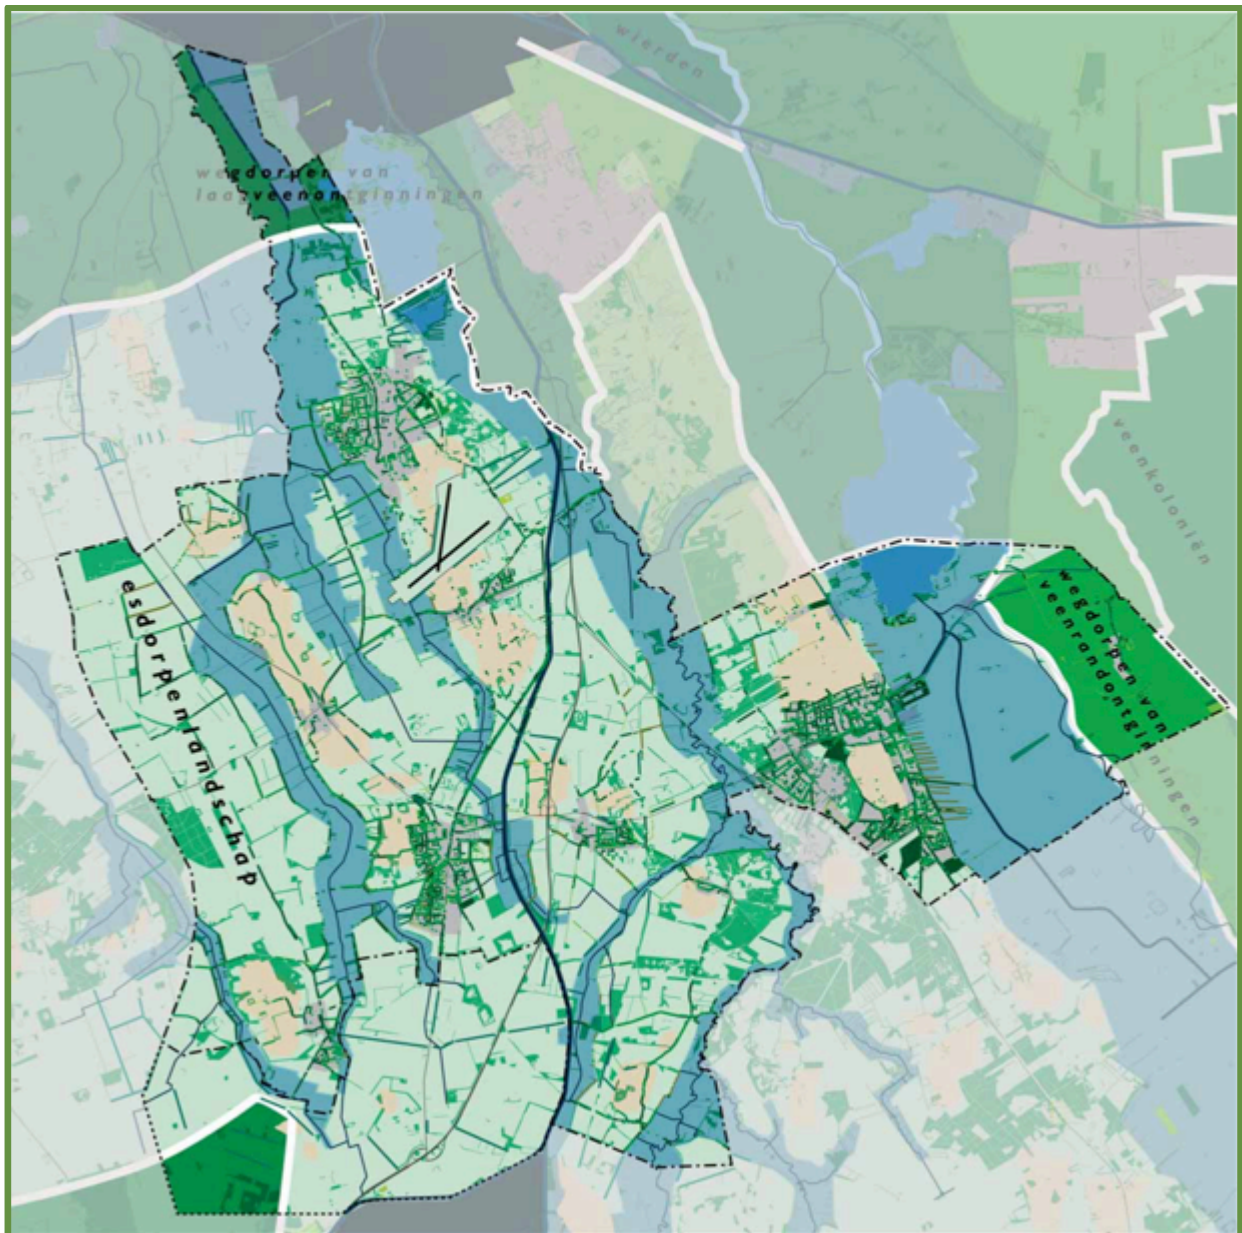 wierden
wegdorpen van
laagveenontginningen
veenkoloniën
esdorpenlandschap
wegdorpen van
veenrandontginningen